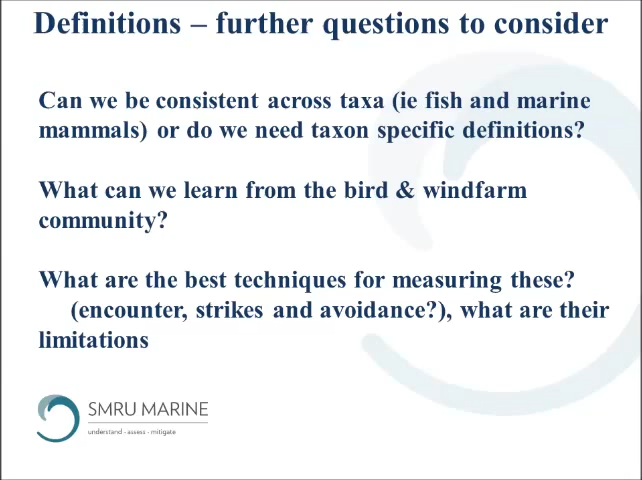 Definitions – further questions to consider
Can we be consistent across taxa (ie fish and marine
mammals) or do we need taxon specific definitions?
What can we learn from the bird & windfarm
community?
What are the best techniques for measuring these?
(encounter, strikes and avoidance?), what are their
limitations
SMRU MARINE
understand - assess - mitigate